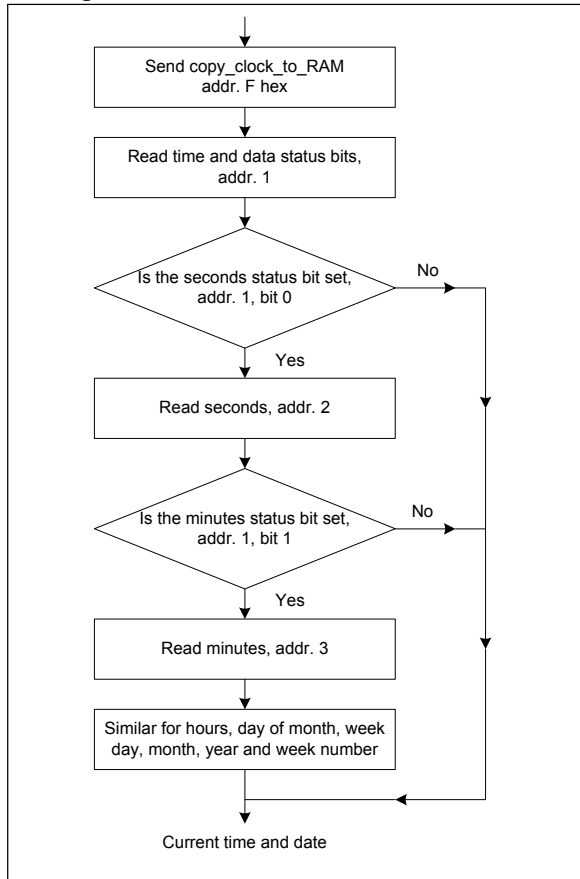 Send copy_clock_to_RAM
addr. F hex
Read time and data status bits,
addr. 1
Is the seconds status bit set,
addr. 1, bit 0
No
Yes
Read seconds, addr. 2
Is the minutes status bit set,
addr. 1, bit 1
No
Yes
Read minutes, addr. 3
Similar for hours, day of month, week
day, month, year and week number
Current time and date